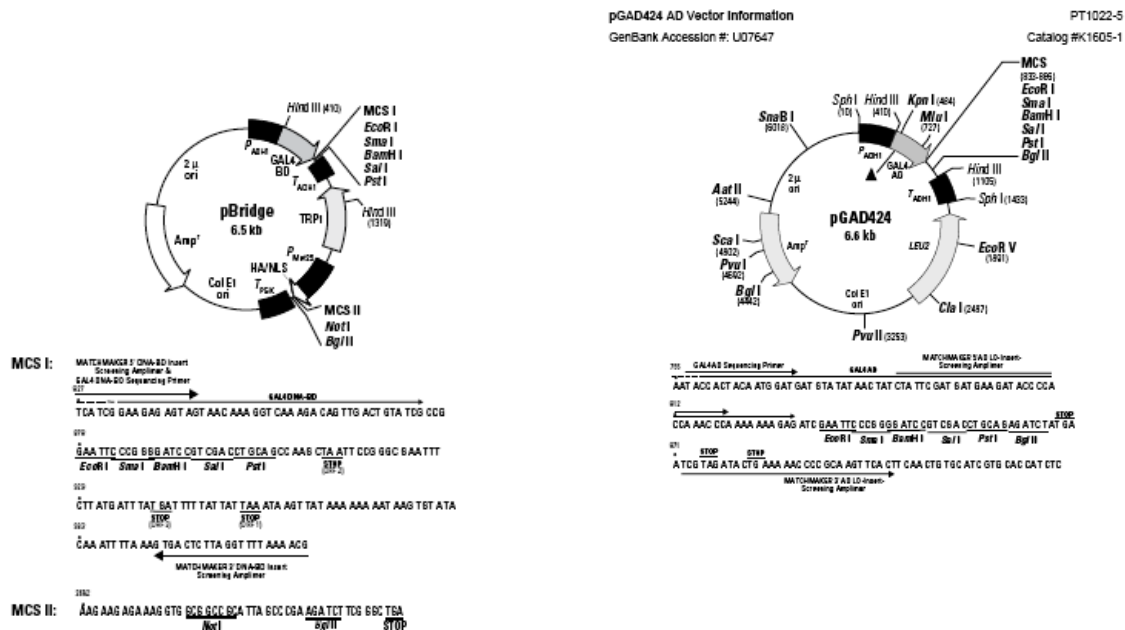 pGAD424 AD Vector Information
PT1022-5
GenBank Accession #: U07647
Catalog #K1605-1
Hind III (410)
MCS I
EcoR I
Sma I
BamH I
Sal I
Pst I
P ADH1
GAL4
BD
T ADH1
2 μ
ori
pBridge
6.5 kb
TRP1
Hind III
(1319)
Amp r
P Met25
HA/NLS
T PGK
Col E1
ori
MCS II
Not I
Bgl II
MCS
(833-886)
EcoR I
Sma I
BamH I
Sal I
Pst I
Bgl II
Sph I
(10)
Hind III
(410)
Kpn I (484)
Mlu I
(727)
SnaB I
(6018)
P ADH1
GAL4
AD
2 μ
ori
Hind III
(1105)
T ADH1
Sph I (1433)
Aat II
(5244)
pGAD424
6.6 kb
Sca I
(4802)
Pvu I
(4692)
Bgl I
(4442)
Amp r
LEU2
EcoR V
(1891)
Col E1
ori
Cla I (2497)
Pvu II (3253)
MCS I:
MATCHMAKER 5' DNA-BD Insert
Screening Amplimer &
GAL4 DNA-BD Sequencing Primer
GAL4 DNA-BD
TCA TCG GAA GAG AGT AGT AAC AAA GGT CAA AGA CAG TTG ACT GTA TCG CCG
GAA TTC CCG GGG ATC CGT CGA CCT GCA GCC AAG CTA ATT CCG GGC GAA TTT
EcoR I Sma I BamH I Sal I Pst I STOP
CTT ATG ATT TAT GAT TTT TAT TAT TAA ATA AGT TAT AAA AAA AAT AAG TGT ATA
STOP STOP
CAA ATT TTA AAG TGA CTC TTA GGT TTT AAA ACG
MATCHMAKER 3' DNA-BD Insert
Screening Amplimer
MCS II:
AAG AAG AGA AAG GTG GCG GCC GCA TTA GCC CGA AGA TCT TCG GGC TGA
Not I Bgl II STOP
GAL4 AD Sequencing Primer
GAL4 AD
MATCHMAKER 5' AD LD-Insert-
Screening Amplimer
AAT ACC ACT ACA ATG GAT GAT GTA TAT AAC TAT CTA TTC GAT GAT GAA GAT ACC CCA
CCA AAC CCA AAA AAA GAG ATC GAA TTC CCG GGG ATC CGT CGA CCT GCA GAG ATC TAT GA
STOP
EcoR I Sma I BamH I Sal I Pst I Bgl II
STOP STOP
ATCG TAG ATA CTG AAA AAC CCC GCA AGT TCA CTT CAA CTG TGC ATC GTG CAC CAT CTC
MATCHMAKER 3' AD LD-Insert-
Screening Amplimer